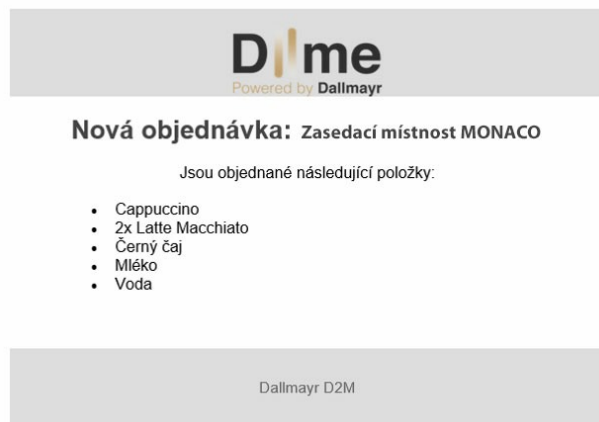 D me
Powered by Dallmayr
Nová objednávka: Zasedací místnost MONACO
Jsou objednané následující položky:
• Cappuccino
• 2x Latte Macchiato
• Černý čaj
• Mléko
• Voda
Dallmayr D2M